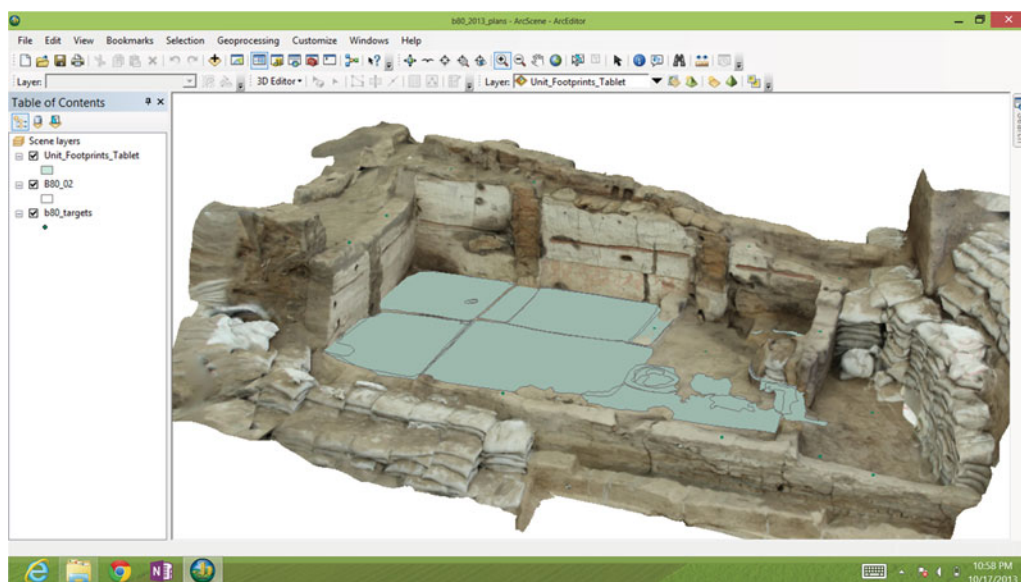 b80_2013_plans - ArcScene - ArcEditor
File Edit View Bookmarks Selection Geoprocessing Customize Windows Help
Layer: 3D Editor Layer: Unit_Footprints_Tablet
Table of Contents
Scene layers
Unit_Footprints_Tablet
B80_02
b80_targets
10:58 PM
10/17/2013